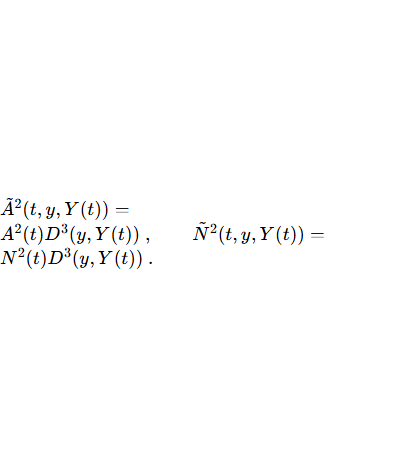 Ã²(t, y, Y(t)) =
A²(t)D³(y, Y(t)) ,  Ñ²(t, y, Y(t)) =
N²(t)D³(y, Y(t)) .